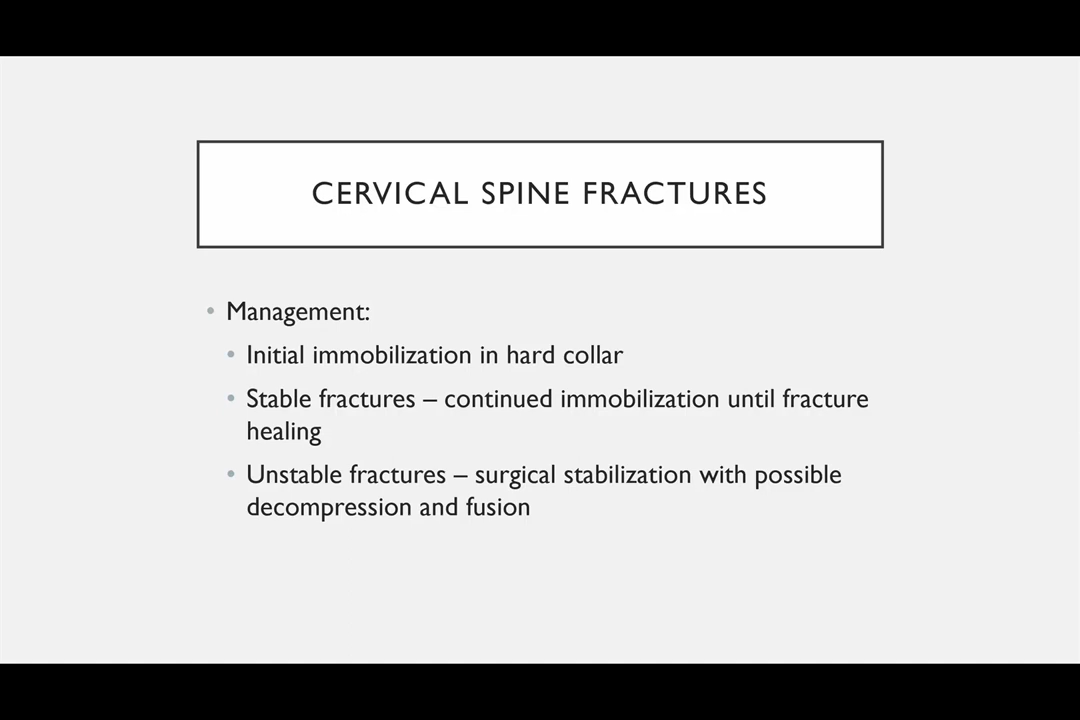 CERVICAL SPINE FRACTURES
• Management:
• Initial immobilization in hard collar
• Stable fractures – continued immobilization until fracture
healing
• Unstable fractures – surgical stabilization with possible
decompression and fusion